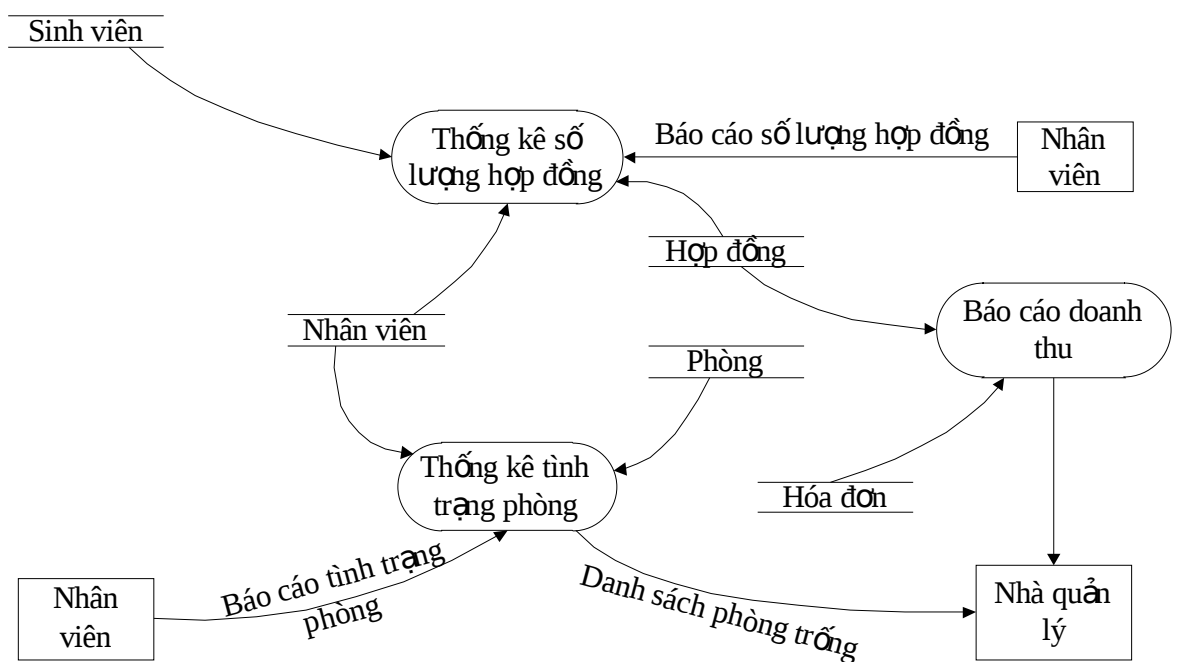 Sinh viên
Thống kê số
lượng hợp đồng
Báo cáo số lượng hợp đồng
Nhân
viên
Hợp đồng
Báo cáo doanh
thu
Nhân viên
Phòng
Thống kê tình
trạng phòng
Hóa đơn
Báo cáo tình trạng
phòng
Nhân
viên
Danh sách phòng trống
Nhà quản
lý